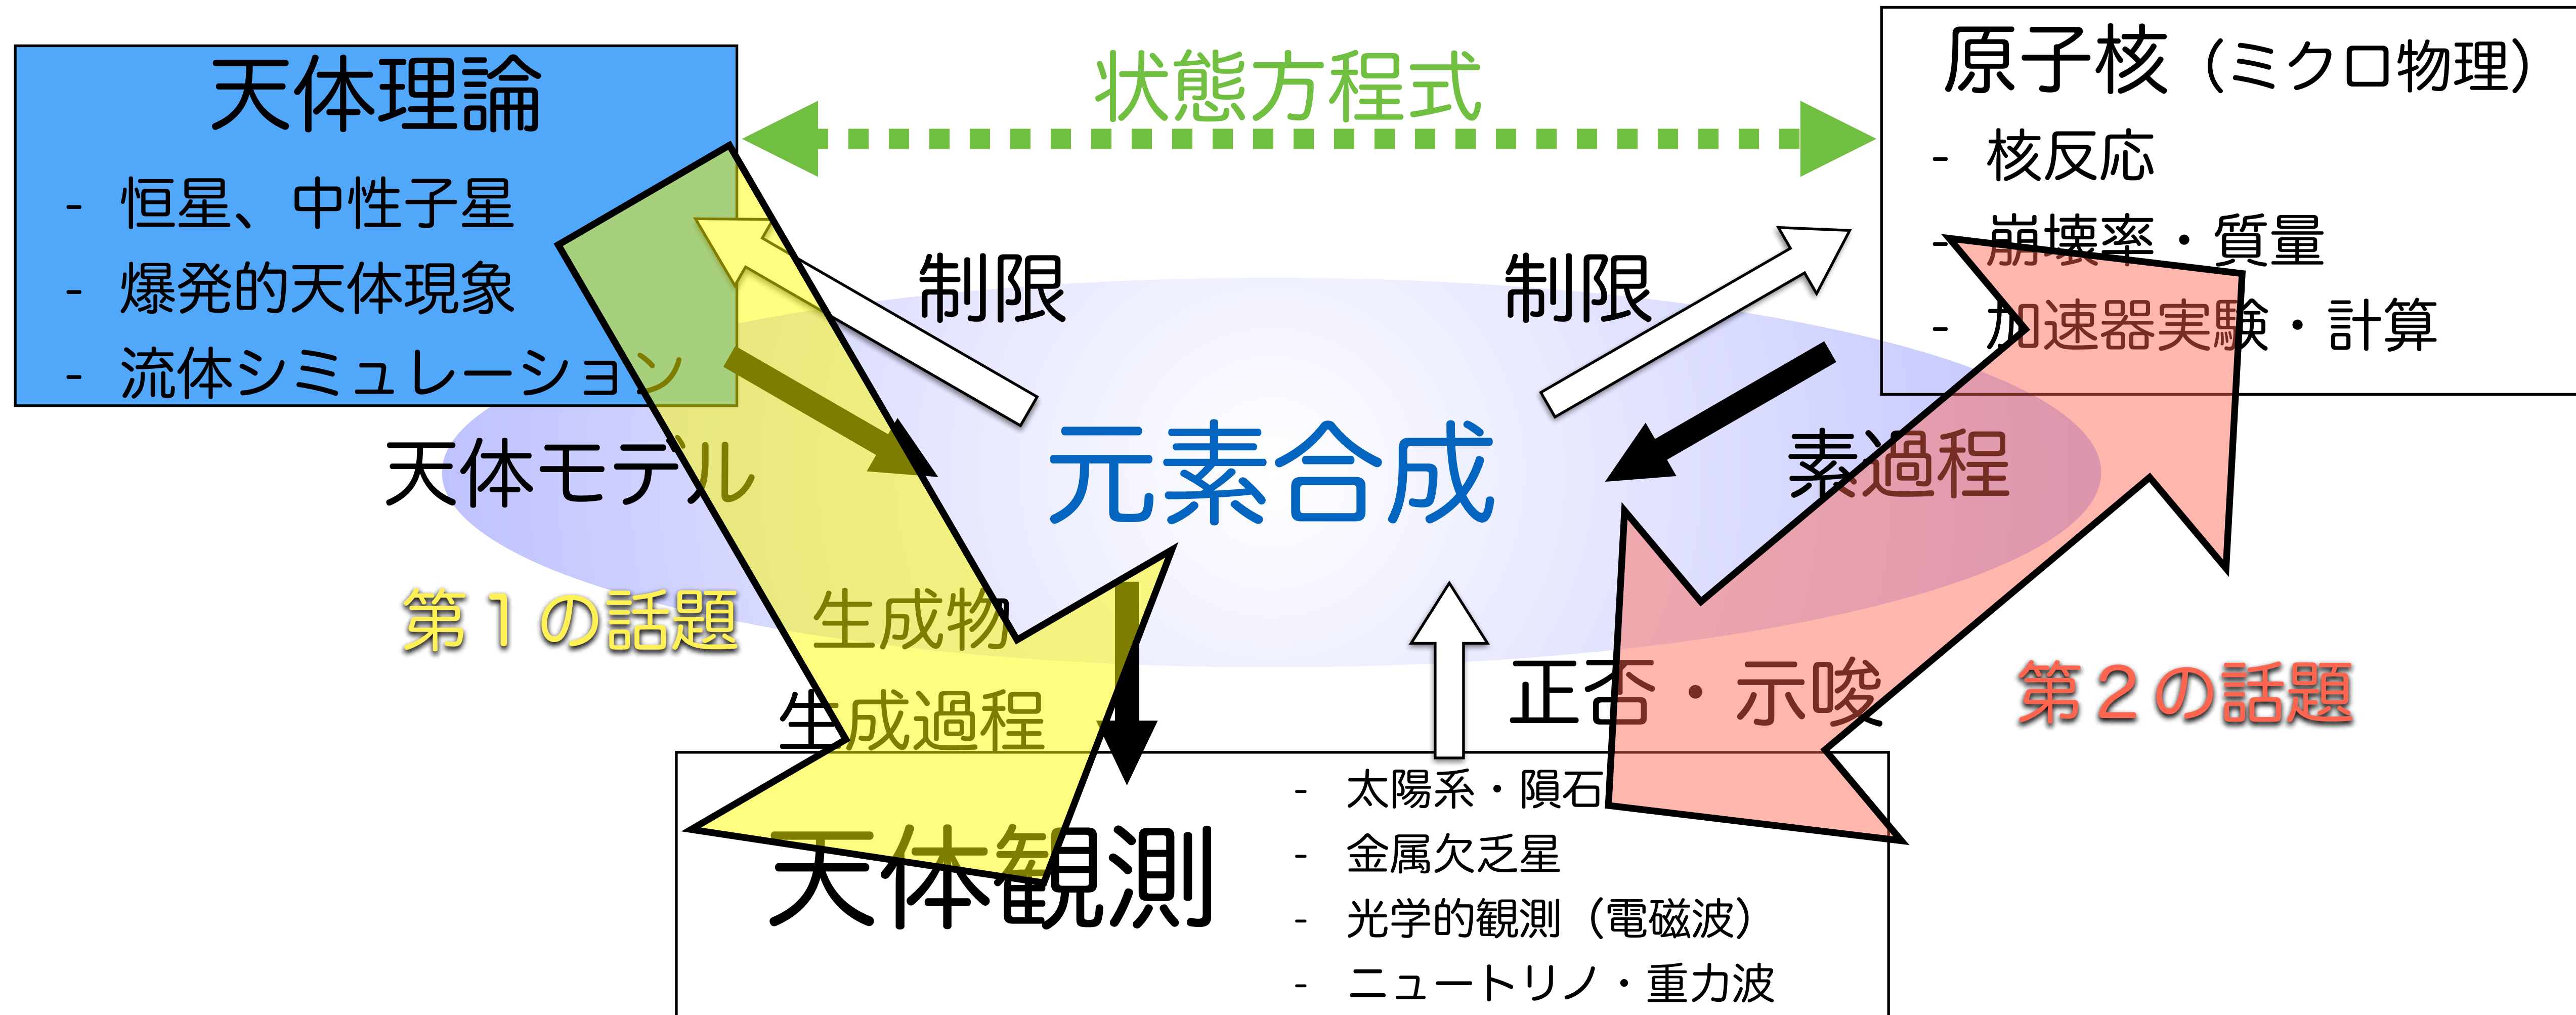 天体理論
- 恒星、中性子星
- 爆発的天体現象
- 流体シミュレーション
状態方程式
原子核（ミクロ物理）
- 核反応
- 崩壊率・質量
- 加速器実験・計算
制限
制限
天体モデル
元素合成
素過程
第１の話題
生成物
生成過程
正否・示唆
第２の話題
天体観測
- 太陽系・隕石
- 金属欠乏星
- 光学的観測（電磁波）
- ニュートリノ・重力波